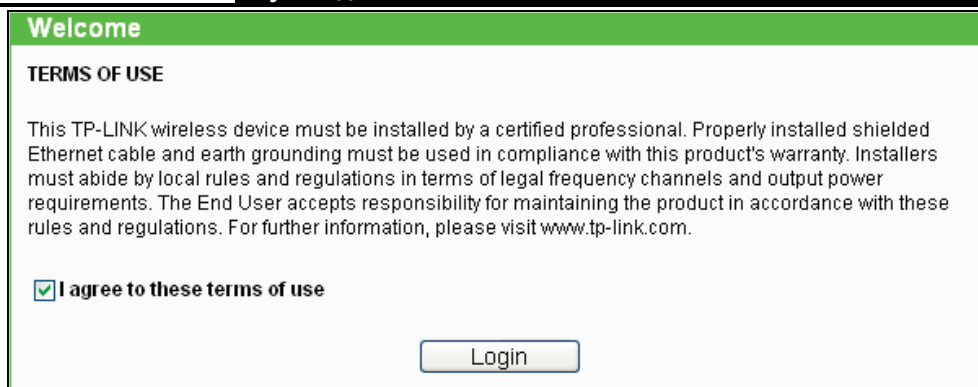 Welcome
TERMS OF USE
This TP-LINK wireless device must be installed by a certified professional. Properly installed shielded
Ethernet cable and earth grounding must be used in compliance with this product's warranty. Installers
must abide by local rules and regulations in terms of legal frequency channels and output power
requirements. The End User accepts responsibility for maintaining the product in accordance with these
rules and regulations. For further information, please visit www.tp-link.com.
I agree to these terms of use
Login